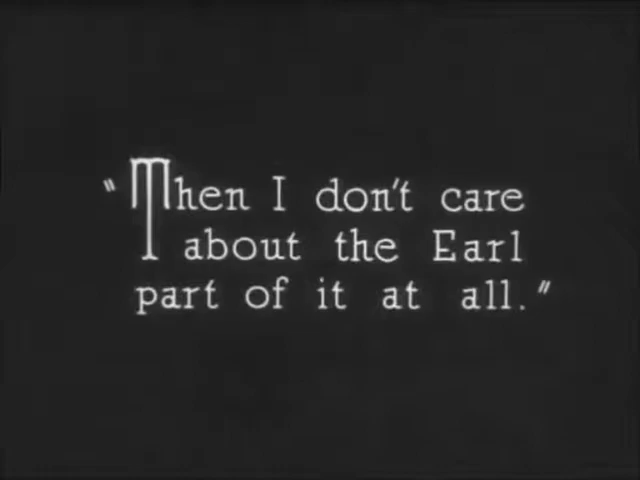 "Then I don't care
about the Earl
part of it at all."